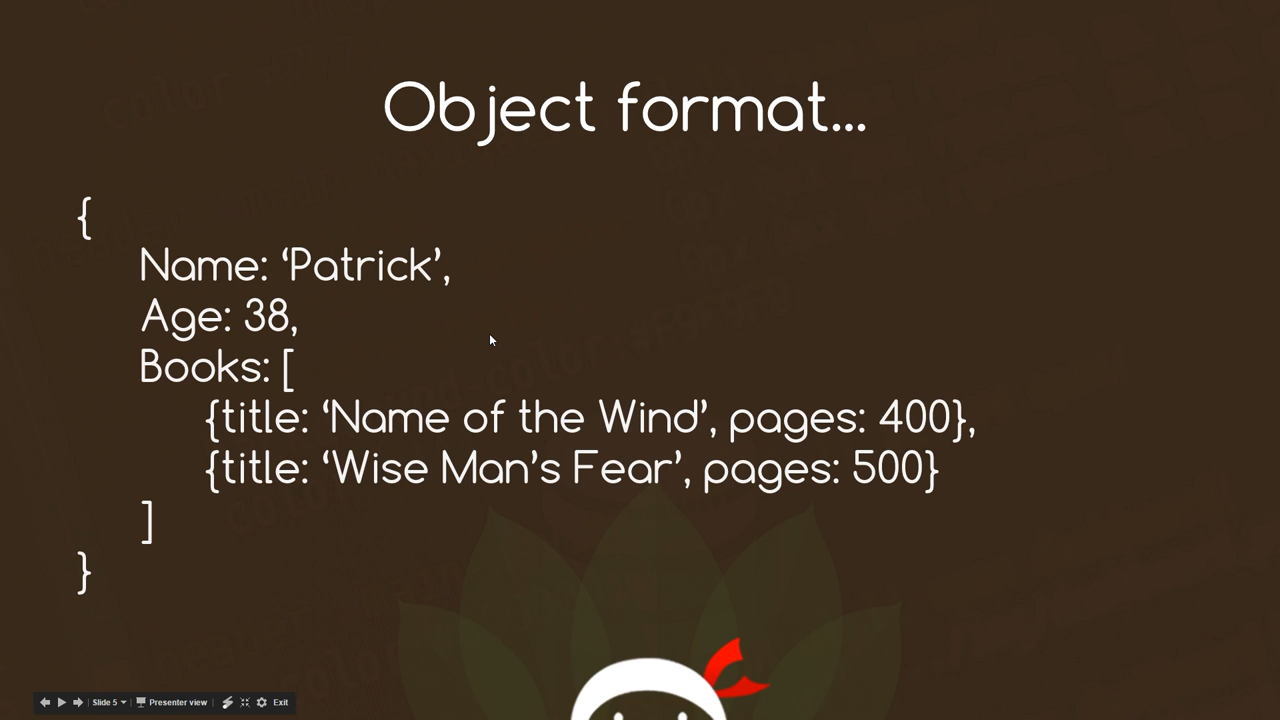 Object format...
{
Name: ‘Patrick’,
Age: 38,
Books: [
{title: ‘Name of the Wind’, pages: 400},
{title: ‘Wise Man’s Fear’, pages: 500}
]
}
Slide 5 Presenter view Exit